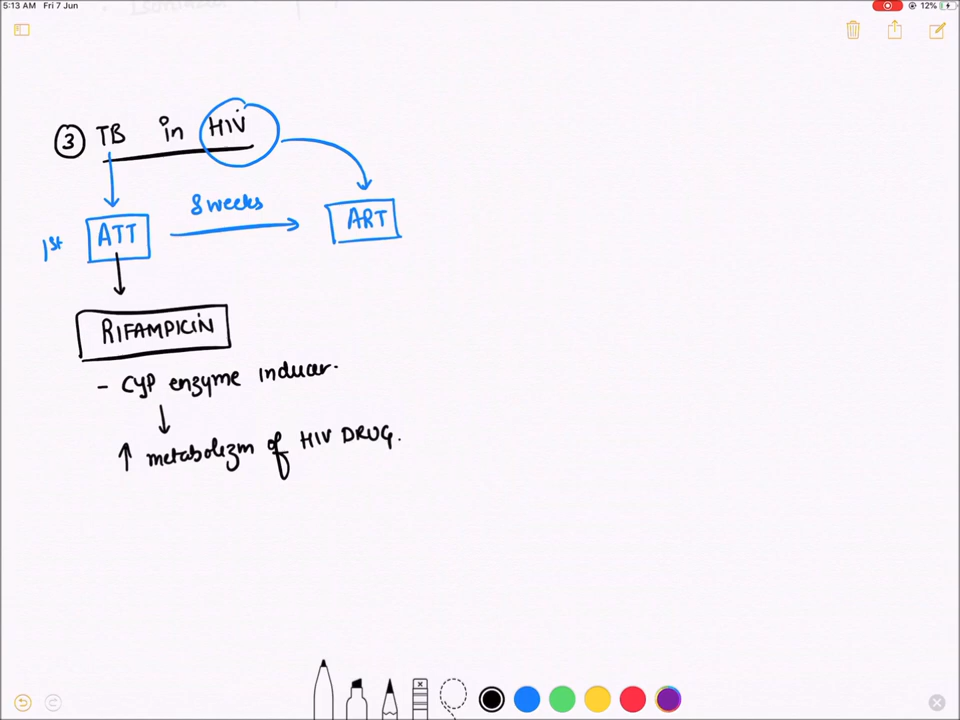 5:13 AM Fri 7 Jun
12%
③ TB in HIV
8 weeks
1st ATT ART
RIFAMPICIN
- CYP enzyme inducer.
↓
↑ metabolizm of HIV DRUG.